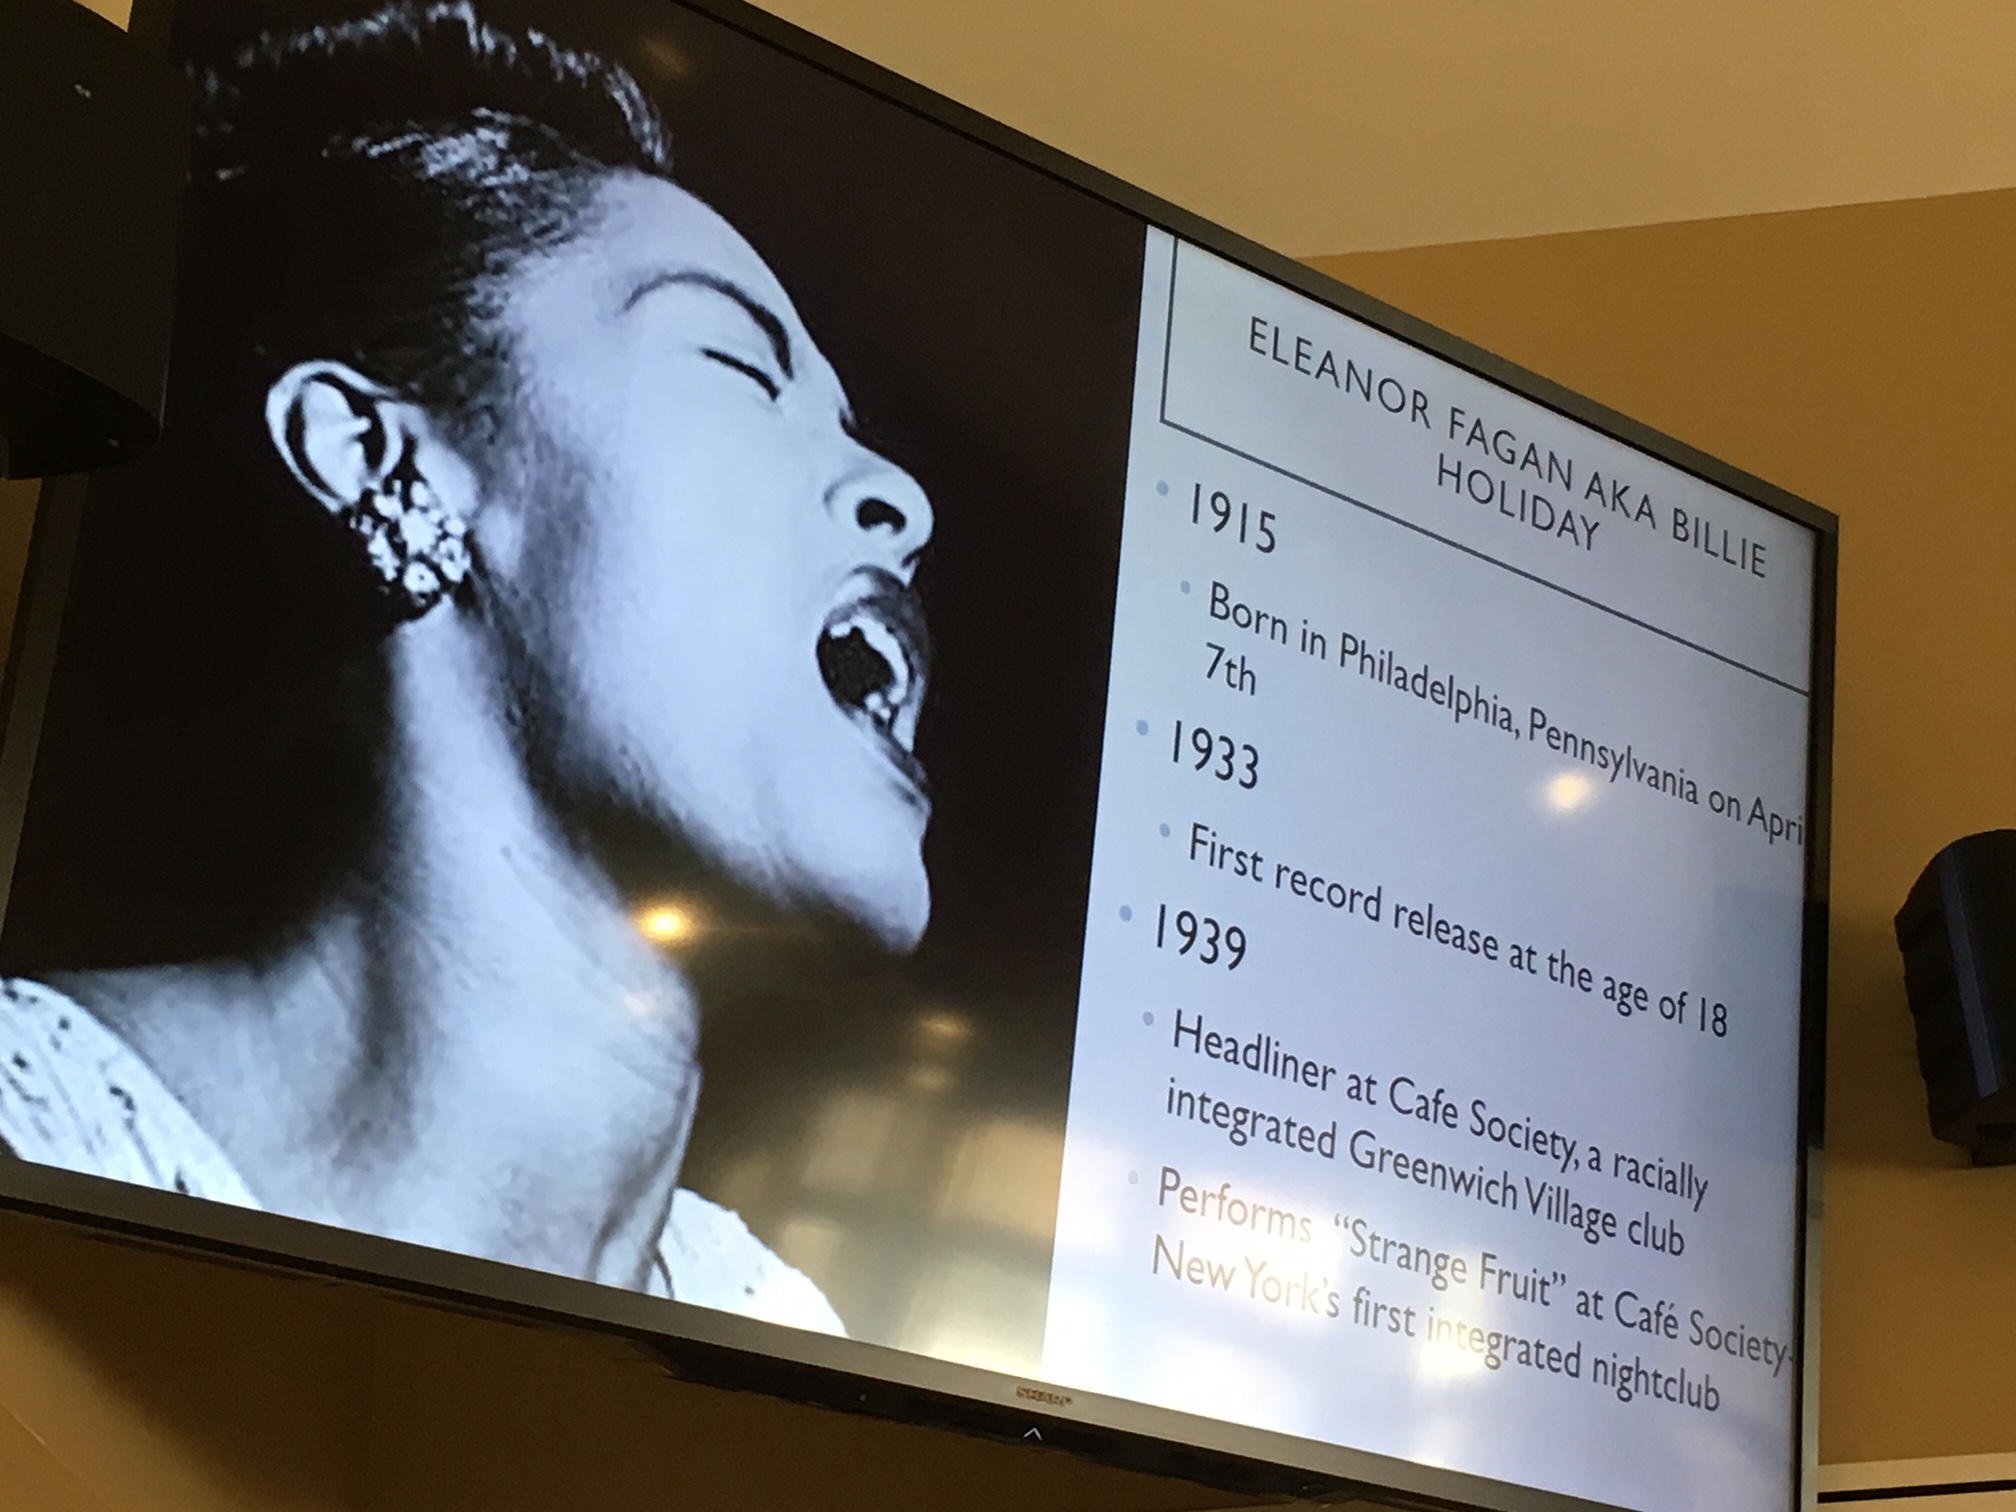 ELEANOR FAGAN AKA BILLIE
HOLIDAY
1915
Born in Philadelphia, Pennsylvania on Apri
7th
1933
First record release at the age of 18
1939
Headliner at Cafe Society, a racially
integrated Greenwich Village club
Performs "Strange Fruit" at Café Society-
New York's first integrated nightclub
SHARP